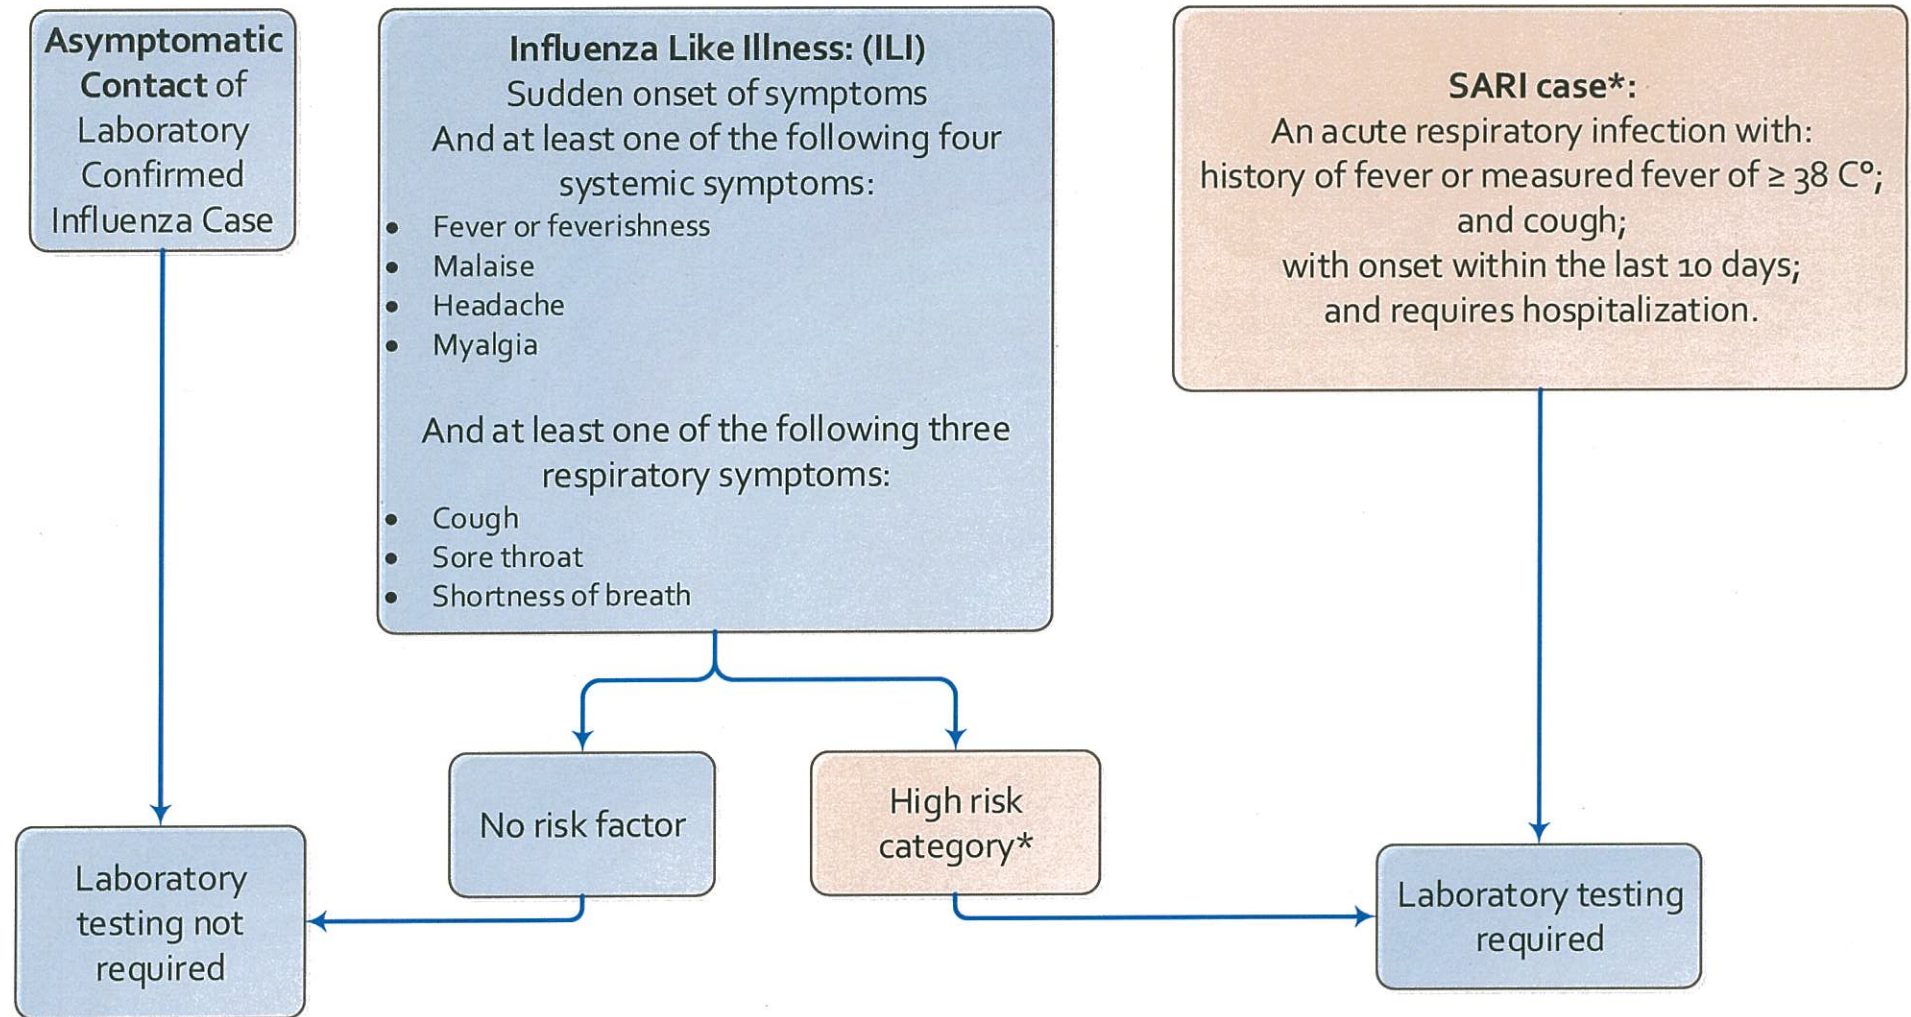 Asymptomatic
Contact of
Laboratory
Confirmed
Influenza Case
Influenza Like Illness: (ILI)
Sudden onset of symptoms
And at least one of the following four
systemic symptoms:
• Fever or feverishness
• Malaise
• Headache
• Myalgia
And at least one of the following three
respiratory symptoms:
• Cough
• Sore throat
• Shortness of breath
SARI case*:
An acute respiratory infection with:
history of fever or measured fever of ≥ 38 C°;
and cough;
with onset within the last 10 days;
and requires hospitalization.
No risk factor
High risk
category*
Laboratory
testing not
required
Laboratory testing
required